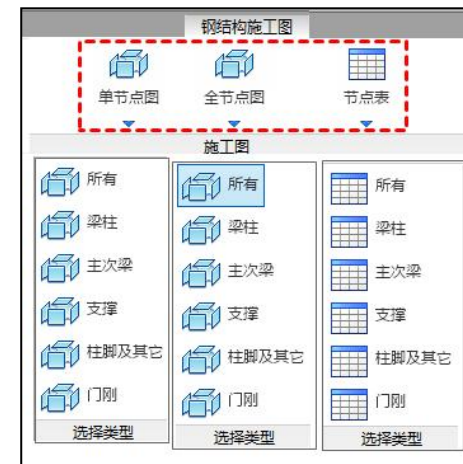 钢结构施工图
单节点图 全节点图 节点表
施工图
所有
梁柱
主次梁
支撑
柱脚及其它
门刚
选择类型
所有
梁柱
主次梁
支撑
柱脚及其它
门刚
选择类型
所有
梁柱
主次梁
支撑
柱脚及其它
门刚
选择类型